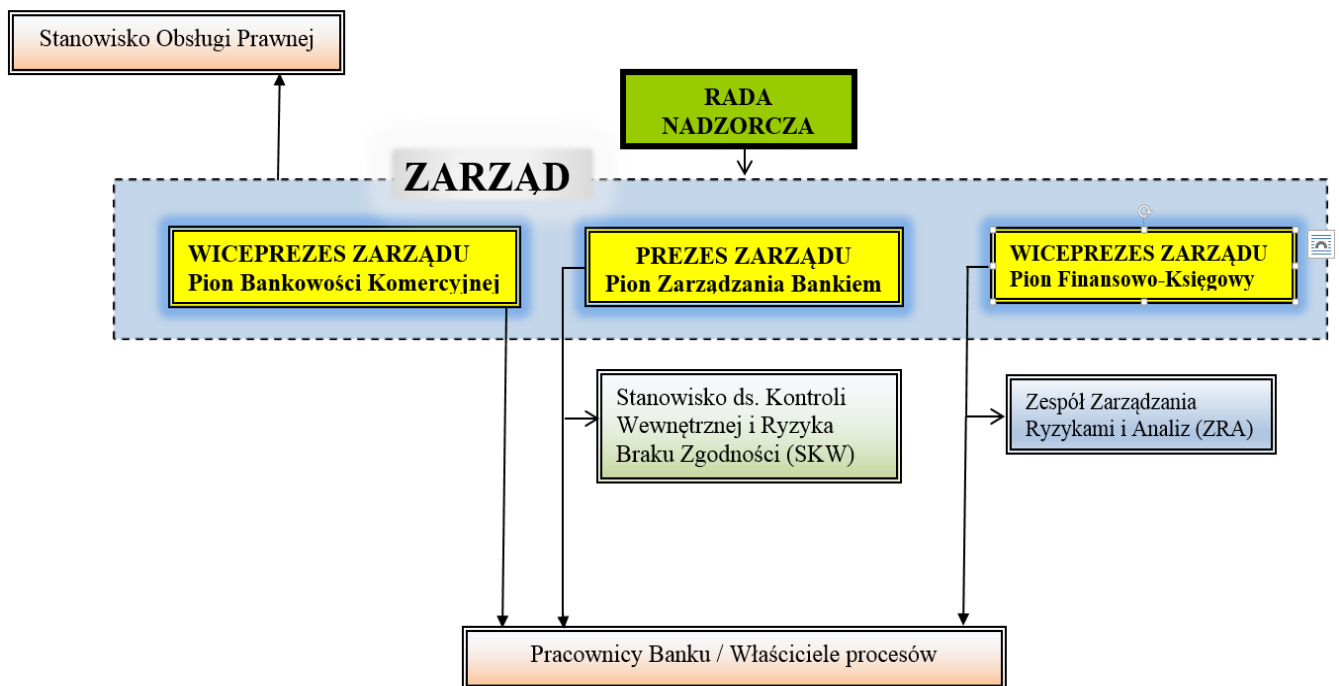 Stanowisko Obsługi Prawnej
RADA
NADZORCZA
ZARZĄD
WICEPREZES ZARZĄDU
Pion Bankowości Komercyjnej
PREZES ZARZĄDU
Pion Zarządzania Bankiem
WICEPREZES ZARZĄDU
Pion Finansowo-Księgowy
Stanowisko ds. Kontroli
Wewnętrznej i Ryzyka
Braku Zgodności (SKW)
Zespół Zarządzania
Ryzykami i Analiz (ZRA)
Pracownicy Banku / Właściciele procesów